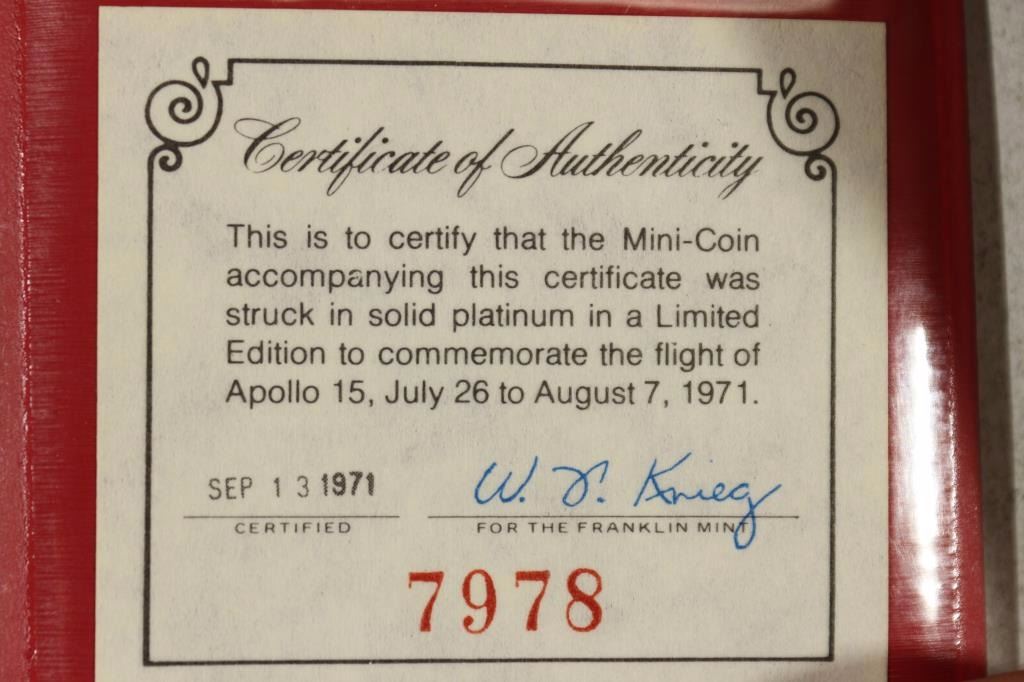 Certificate of Authenticity
This is to certify that the Mini-Coin
accompanying this certificate was
struck in solid platinum in a Limited
Edition to commemorate the flight of
Apollo 15, July 26 to August 7, 1971.
SEP 13 1971
W. T. Krieg
CERTIFIED
FOR THE FRANKLIN MINT
7978